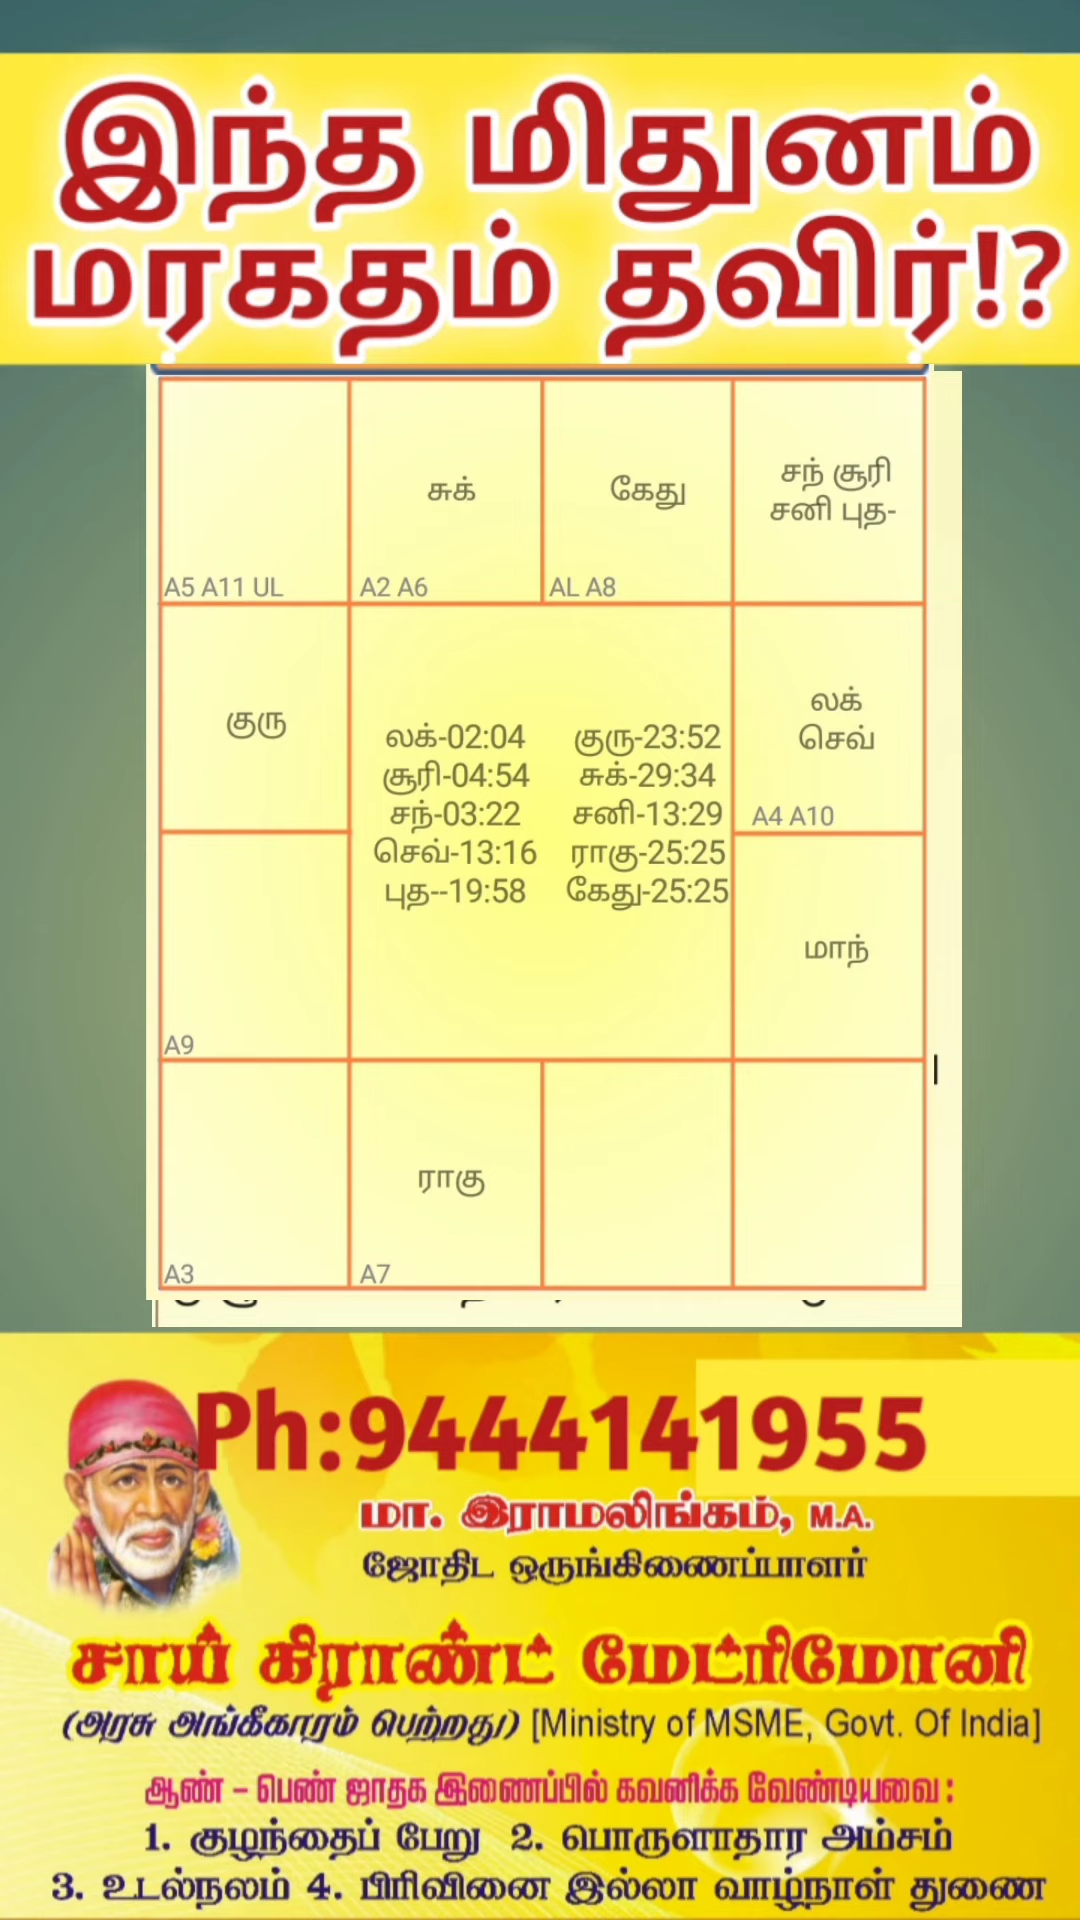 இந்த மிதுனம்
மரகதம் தவிர்!?
சுக்
கேது
சந் சூரி
சனி புத-
A5 A11 UL
A2 A6
AL A8
குரு
லக்
செவ்
A4 A10
லக்-02:04 குரு-23:52
சூரி-04:54 சுக்-29:34
சந்-03:22 சனி-13:29
செவ்-13:16 ராகு-25:25
புத--19:58 கேது-25:25
மாந்
A9
ராகு
A3
A7
Ph:9444141955
மா. இராமலிங்கம், M.A.
ஜோதிட ஒருங்கிணைப்பாளர்
சாய் கிராண்ட் மேட்ரிமோனி
(அரசு அங்கீகாரம் பெற்றது) [Ministry of MSME, Govt. Of India]
ஆண் – பெண் ஜாதக இணைப்பில் கவனிக்க வேண்டியவை :
1. குழந்தைப் பேறு 2. பொருளாதார அம்சம்
3. உடல்நலம் 4. பிரிவினை இல்லா வாழ்நாள் துணை